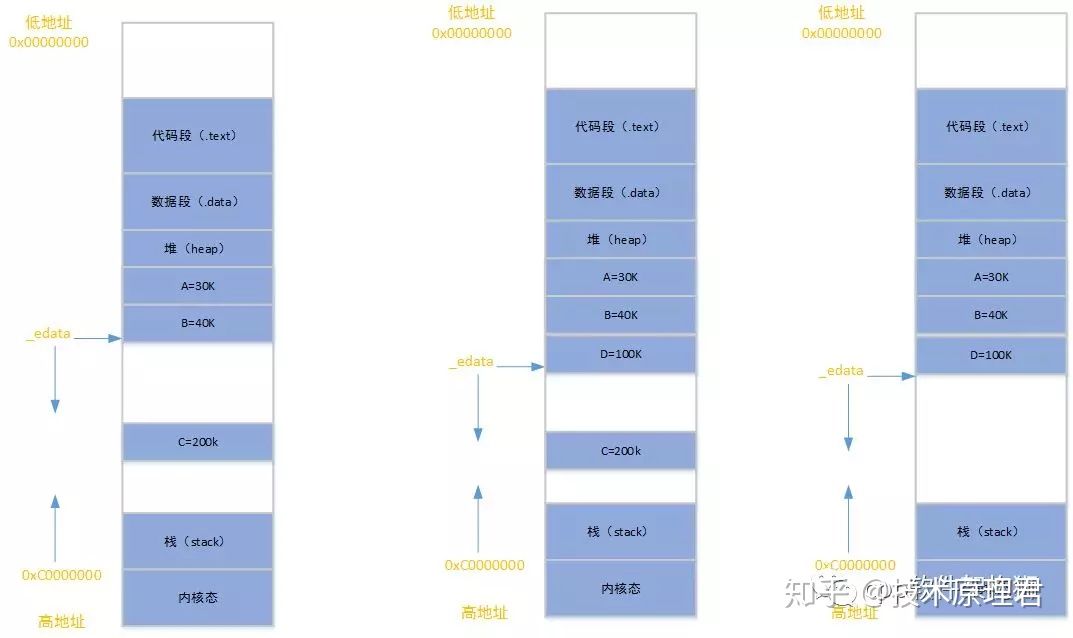 低地址
0x00000000
代码段（.text）
数据段（.data）
堆（heap）
A=30K
B=40K
_edata
C=200k
栈（stack）
0xC0000000
内核态
高地址
低地址
0x00000000
代码段（.text）
数据段（.data）
堆（heap）
A=30K
B=40K
D=100K
_edata
C=200k
栈（stack）
0xC0000000
内核态
高地址
低地址
0x00000000
代码段（.text）
数据段（.data）
堆（heap）
A=30K
B=40K
D=100K
_edata
栈（stack）
0xC0000000
高地址
知乎 @技术原理君